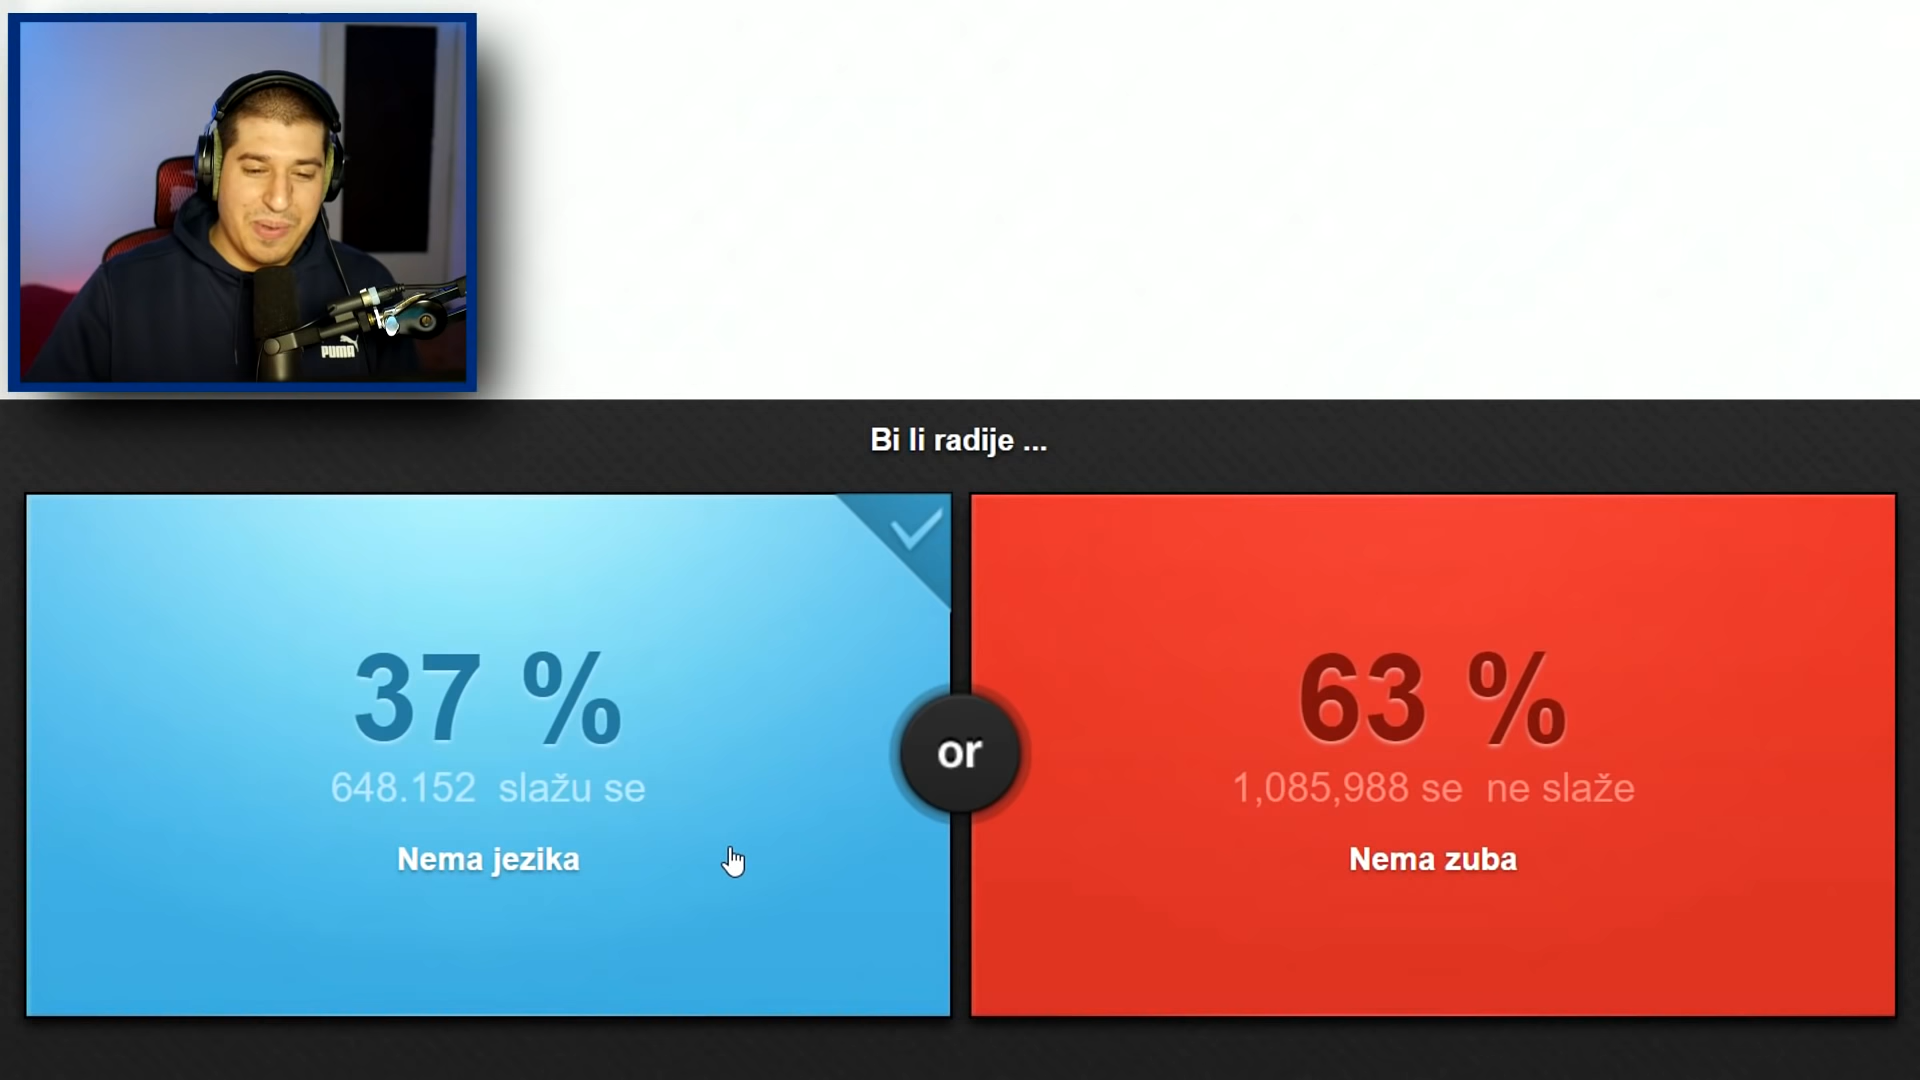 PUMA
Bi li radije ...
37 %
648.152 slažu se
Nema jezika
or
63 %
1,085,988 se ne slaže
Nema zuba